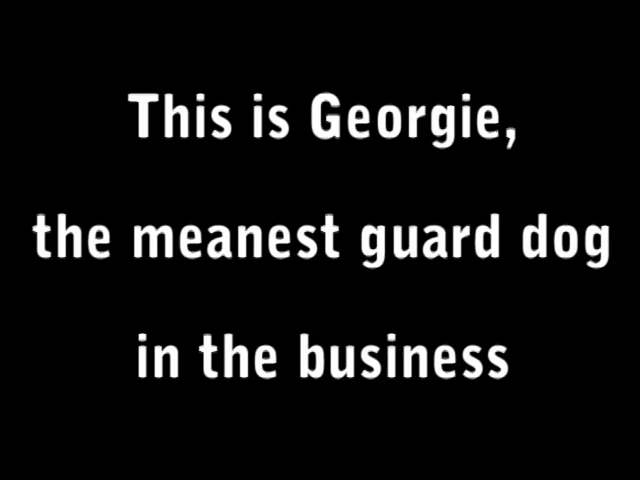 This is Georgie,
the meanest guard dog
in the business